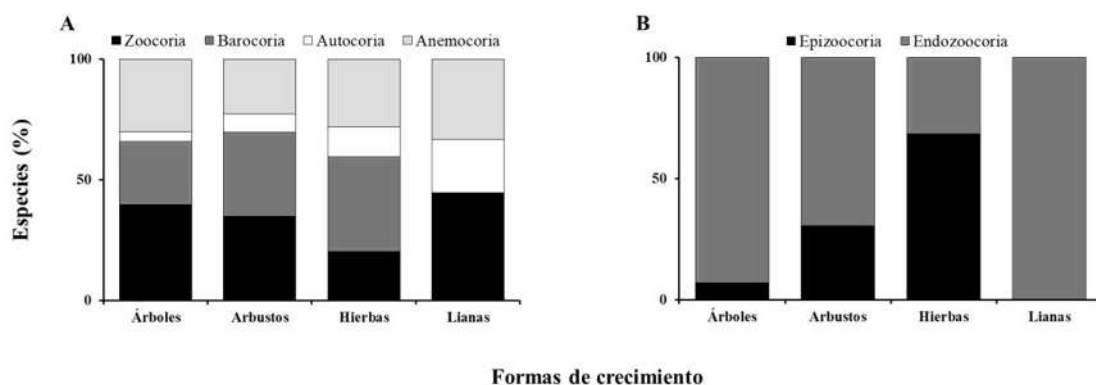 A
Zoocoria Barocoria Autocoria Anemocoria
100
50
0
Especies (%)
Árboles Arbustos Hierbas Lianas
B
Epizoocoria Endozoocoria
100
50
0
Árboles Arbustos Hierbas Lianas
Formas de crecimiento